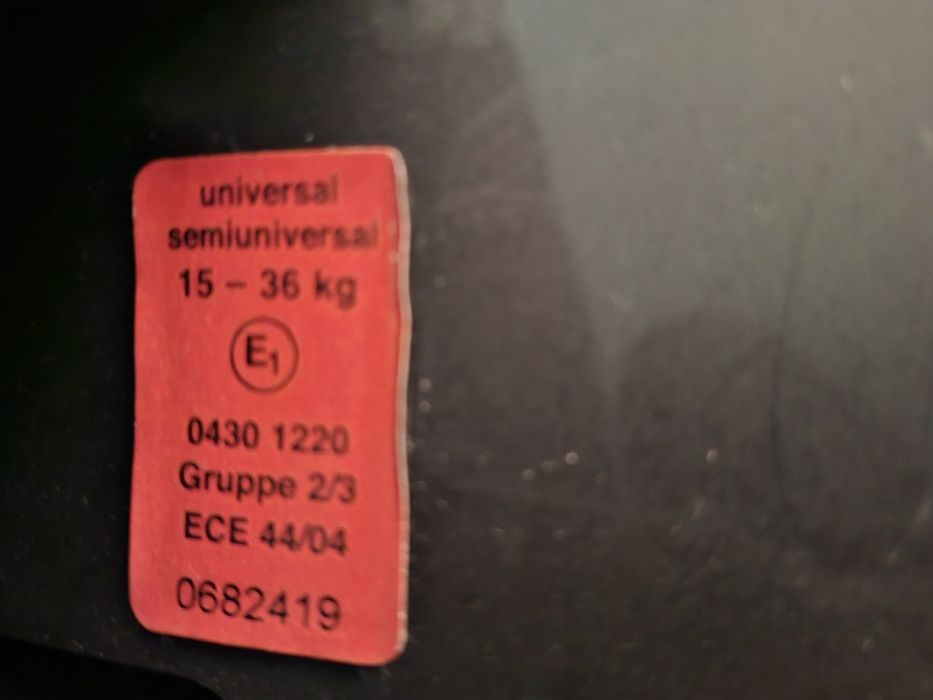 universal
semiuniversal
15 – 36 kg
E1
0430 1220
Gruppe 2/3
ECE 44/04
0682419